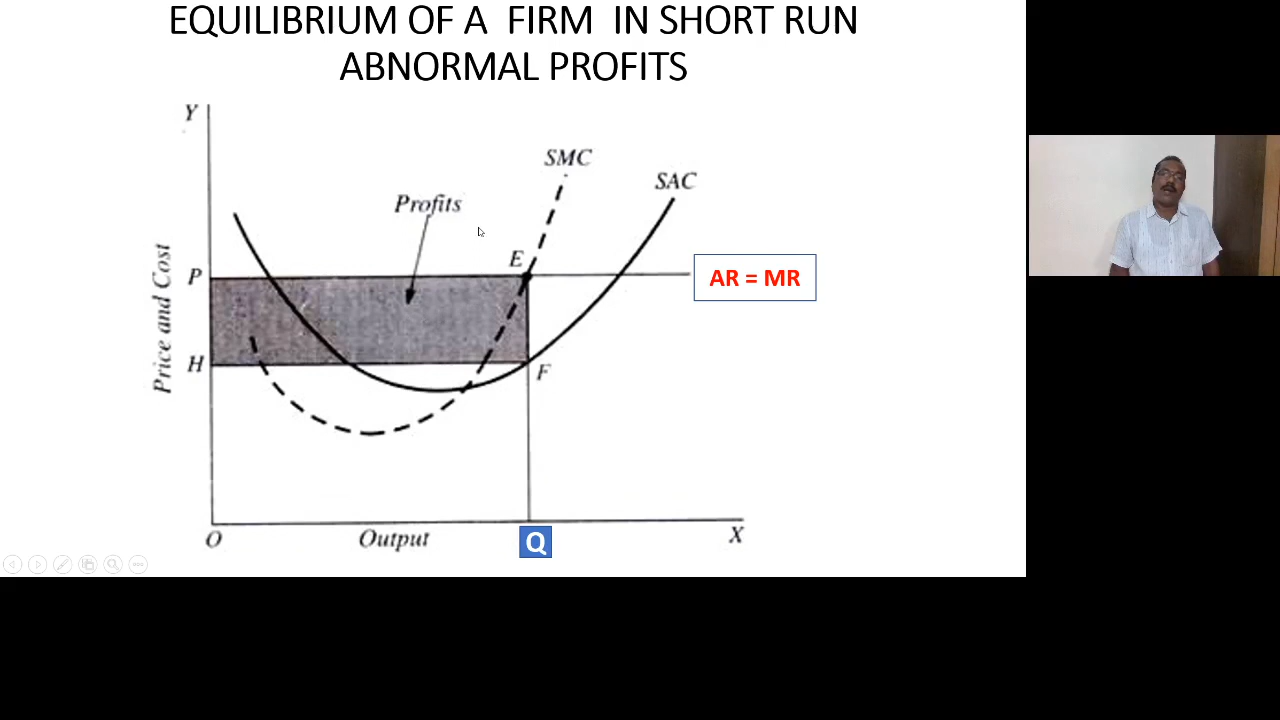 EQUILIBRIUM OF A FIRM IN SHORT RUN
ABNORMAL PROFITS
Y
SMC
SAC
Profits
E
P
AR = MR
Price and Cost
H
F
O
Output
Q
X